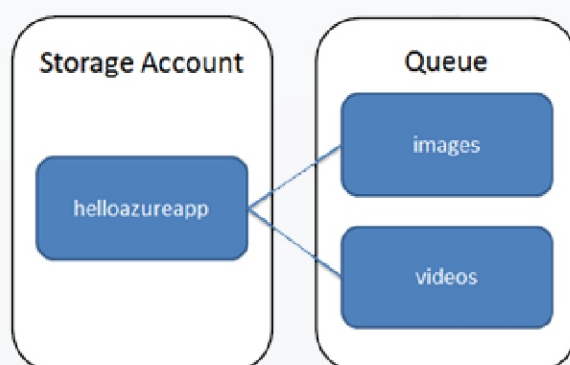 Storage Account
Queue
helloazureapp
images
videos